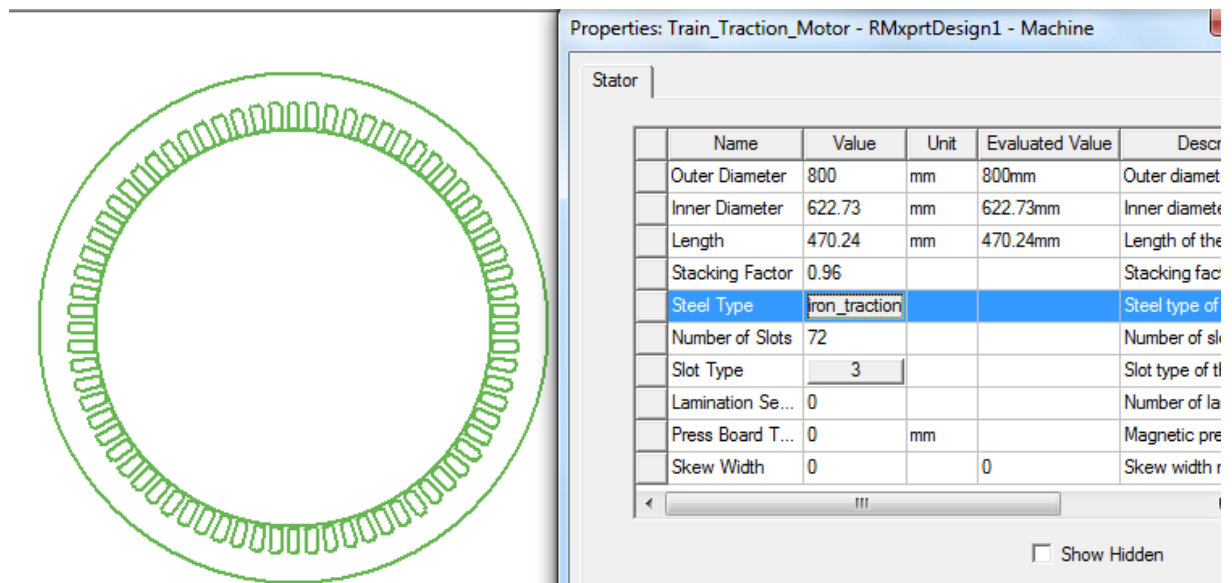 Properties: Train_Traction_Motor - RMxprtDesign1 - Machine
Stator
Name Value Unit Evaluated Value Descr
Outer Diameter 800 mm 800mm Outer diamet
Inner Diameter 622.73 mm 622.73mm Inner diamete
Length 470.24 mm 470.24mm Length of the
Stacking Factor 0.96 Stacking fact
Steel Type iron_traction Steel type of
Number of Slots 72 Number of slo
Slot Type 3 Slot type of th
Lamination Se... 0 Number of lar
Press Board T... 0 mm Magnetic pre
Skew Width 0 0 Skew width r
Show Hidden